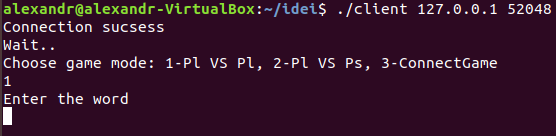 alexandr@alexandr-VirtualBox:~/idei$ ./client 127.0.0.1 52048
Connection sucsess
Wait..
Choose game mode: 1-Pl VS Pl, 2-Pl VS Ps, 3-ConnectGame
1
Enter the word